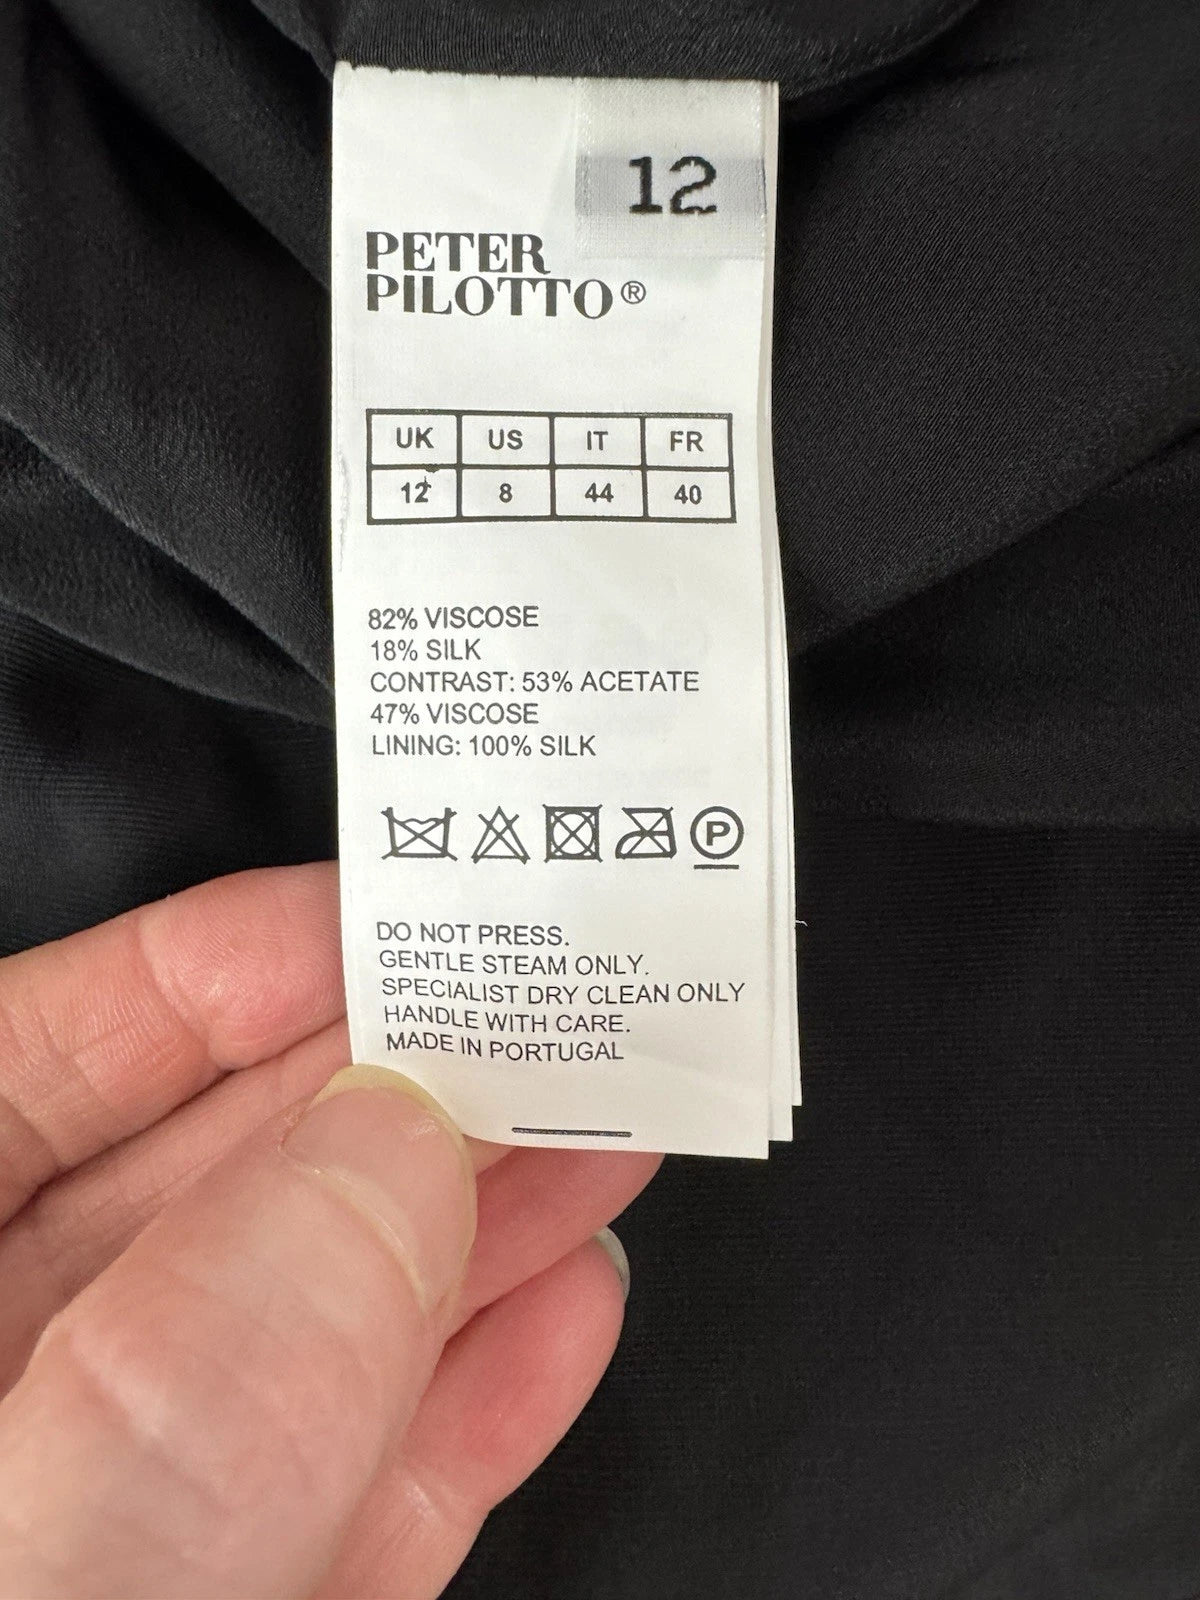 12
PETER
PILOTTO®
UK US IT FR
12 8 44 40
82% VISCOSE
18% SILK
CONTRAST: 53% ACETATE
47% VISCOSE
LINING: 100% SILK
P
DO NOT PRESS.
GENTLE STEAM ONLY.
SPECIALIST DRY CLEAN ONLY
HANDLE WITH CARE.
MADE IN PORTUGAL